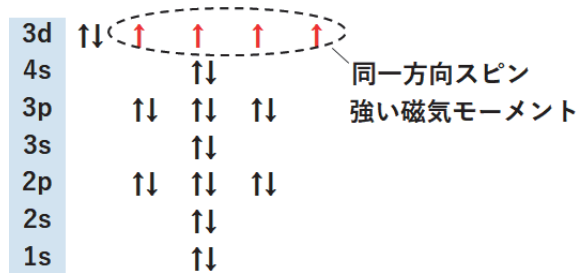 3d ↑↓ ↑ ↑ ↑ ↑
4s ↑↓
同一方向スピン
3p ↑↓ ↑↓ ↑↓
強い磁気モーメント
3s ↑↓
2p ↑↓ ↑↓ ↑↓
2s ↑↓
1s ↑↓